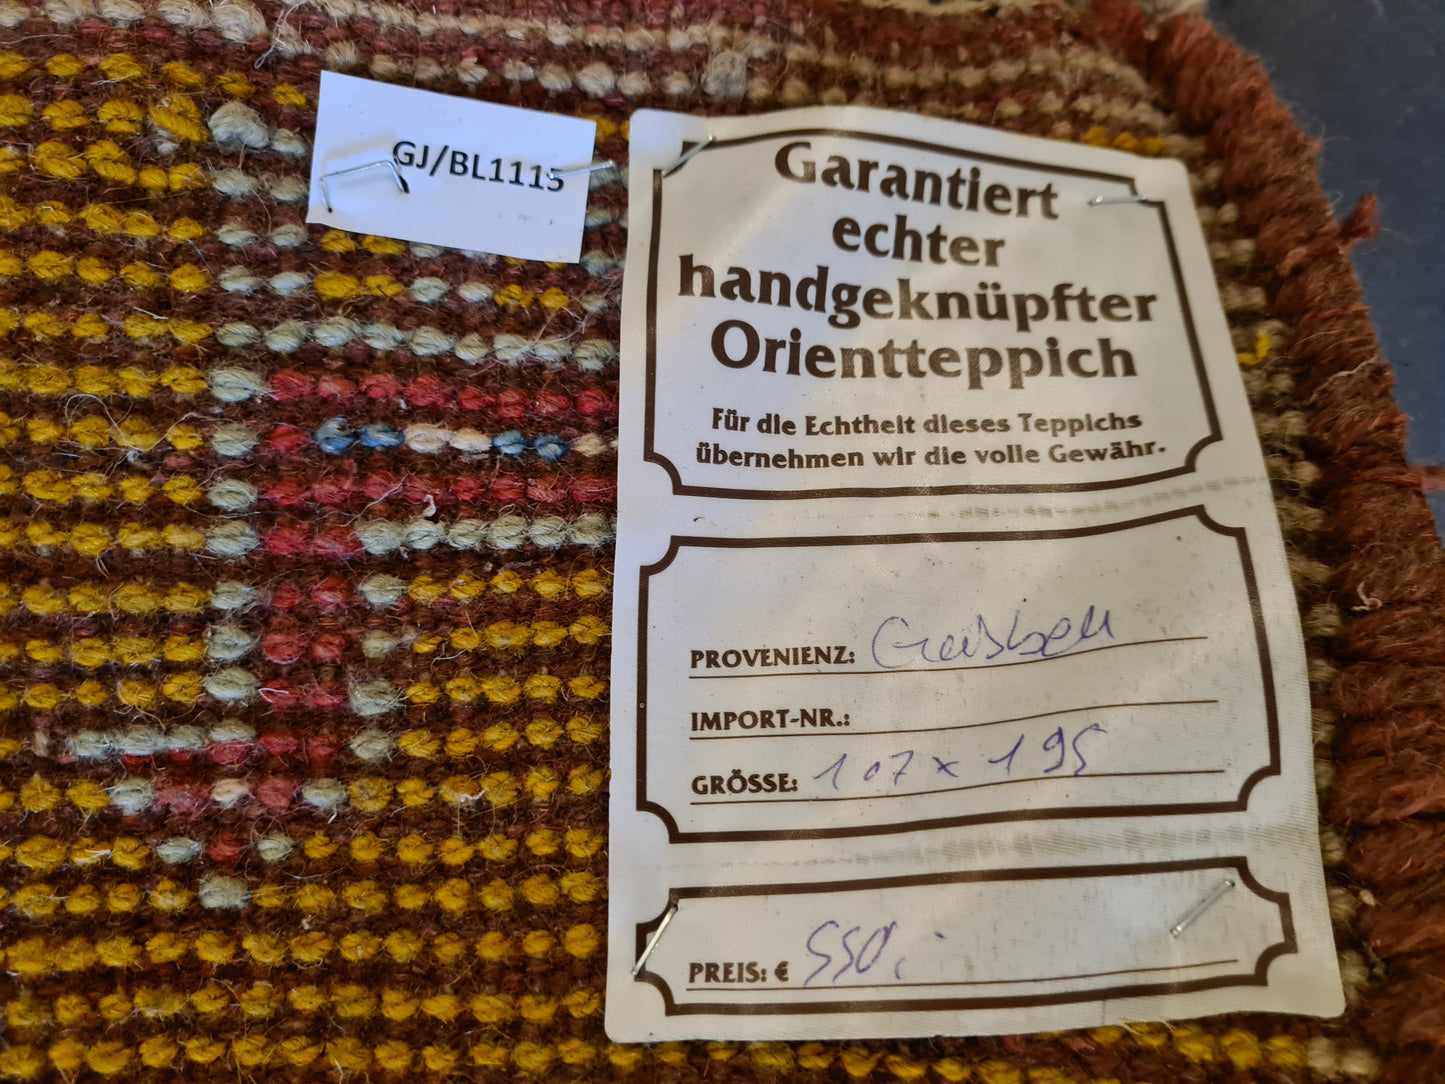 GJ/BL1115
Garantiert
echter
handgeknüpfter
Orientteppich
Für die Echtheit dieses Teppichs
übernehmen wir die volle Gewähr.
PROVENIENZ:
IMPORT-NR.:
GRÖSSE: 107 x 195
PREIS: € 550,-